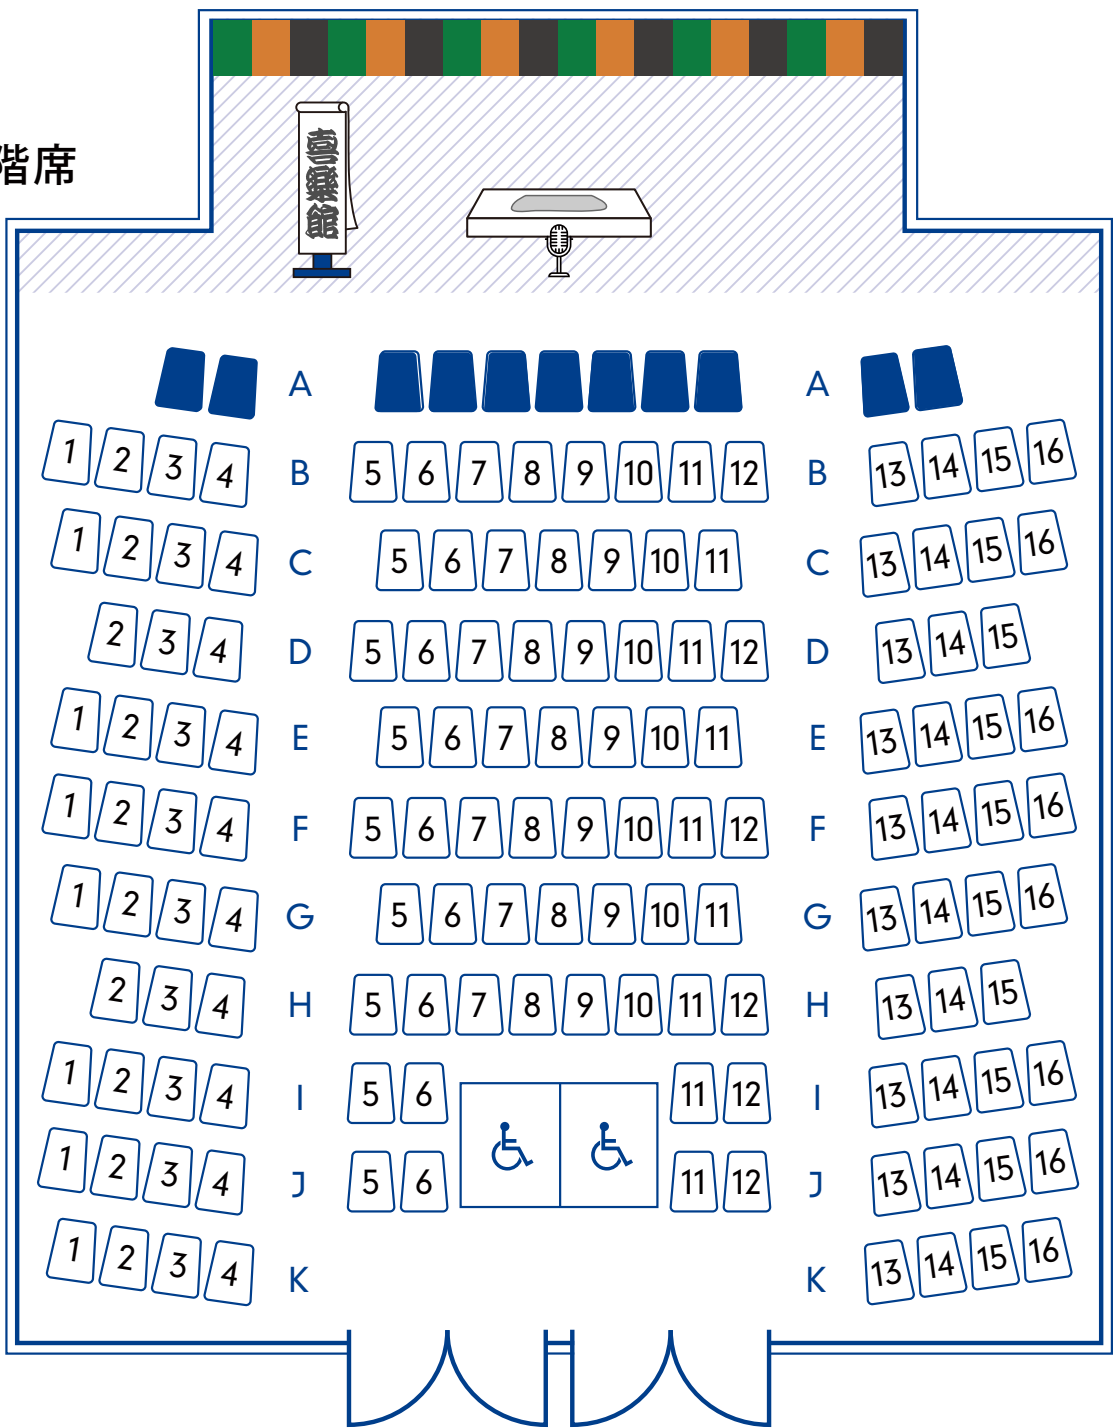 階席
喜楽館
A A
1 2 3 4 B 5 6 7 8 9 10 11 12 B 13 14 15 16
1 2 3 4 C 5 6 7 8 9 10 11 C 13 14 15 16
2 3 4 D 5 6 7 8 9 10 11 12 D 13 14 15
1 2 3 4 E 5 6 7 8 9 10 11 E 13 14 15 16
1 2 3 4 F 5 6 7 8 9 10 11 12 F 13 14 15 16
1 2 3 4 G 5 6 7 8 9 10 11 G 13 14 15 16
2 3 4 H 5 6 7 8 9 10 11 12 H 13 14 15
1 2 3 4 I 5 6 11 12 I 13 14 15 16
1 2 3 4 J 5 6 11 12 J 13 14 15 16
1 2 3 4 K K 13 14 15 16